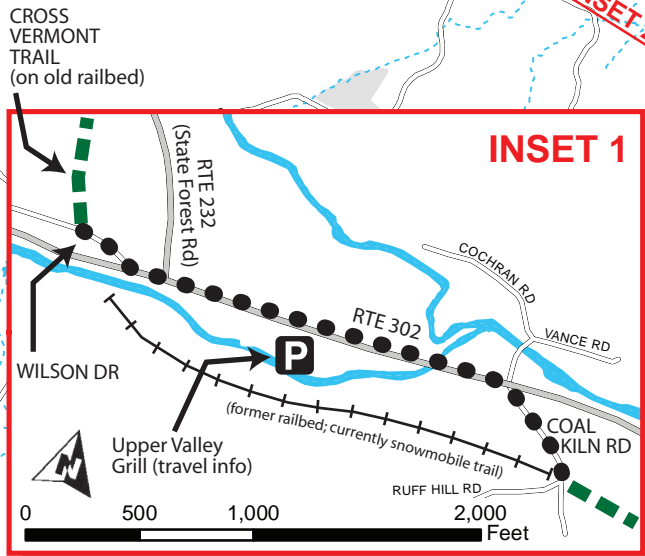 CROSS
VERMONT
TRAIL
(on old railbed)
INSET
INSET 1
RTE 232
(State Forest Rd)
COCHRAN RD
VANCE RD
RTE 302
P
WILSON DR
(former railbed; currently snowmobile trail)
COAL
KILN RD
Upper Valley
Grill (travel info)
RUFF HILL RD
N
0 500 1,000 2,000
Feet